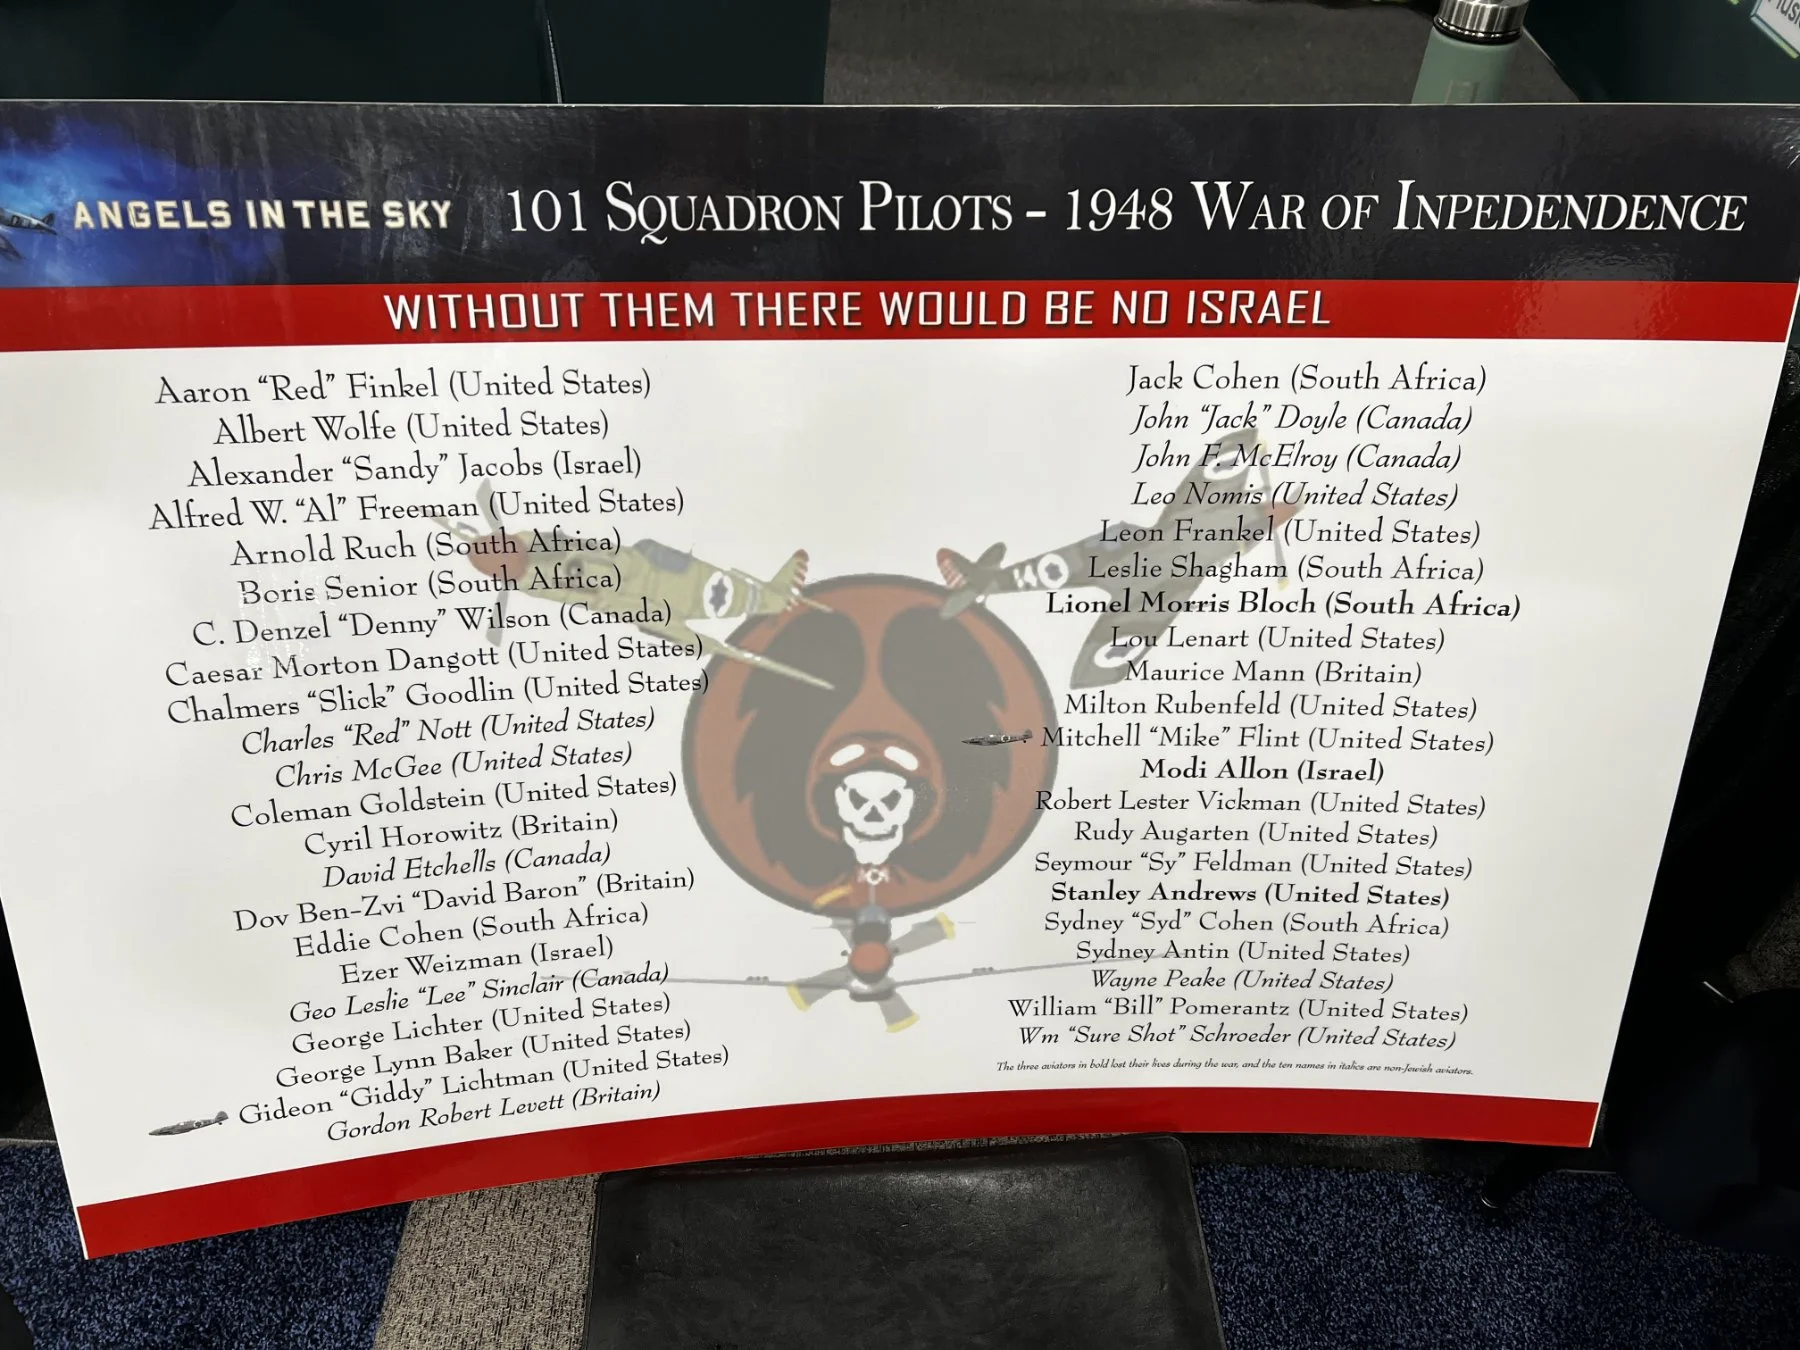 ANGELS IN THE SKY 101 SQUADRON PILOTS – 1948 WAR OF INPEDENDENCE
WITHOUT THEM THERE WOULD BE NO ISRAEL
Aaron “Red” Finkel (United States)
Albert Wolfe (United States)
Alexander “Sandy” Jacobs (Israel)
Alfred W. “Al” Freeman (United States)
Arnold Ruch (South Africa)
Boris Senior (South Africa)
C. Denzel “Denny” Wilson (Canada)
Caesar Morton Dangott (United States)
Chalmers “Slick” Goodlin (United States)
Charles “Red” Nott (United States)
Chris McGee (United States)
Coleman Goldstein (United States)
Cyril Horowitz (Britain)
David Etchells (Canada)
Dov Ben-Zvi “David Baron” (Britain)
Eddie Cohen (South Africa)
Ezer Weizman (Israel)
Geo Leslie “Lee” Sinclair (Canada)
George Lichter (United States)
George Lynn Baker (United States)
Gideon “Giddy” Lichtman (United States)
Gordon Robert Levett (Britain)
Jack Cohen (South Africa)
John “Jack” Doyle (Canada)
John F. McElroy (Canada)
Leo Nomis (United States)
Leon Frankel (United States)
Leslie Shagham (South Africa)
Lionel Morris Bloch (South Africa)
Lou Lenart (United States)
Maurice Mann (Britain)
Milton Rubenfeld (United States)
Mitchell “Mike” Flint (United States)
Modi Allon (Israel)
Robert Lester Vickman (United States)
Rudy Augarten (United States)
Seymour “Sy” Feldman (United States)
Stanley Andrews (United States)
Sydney “Syd” Cohen (South Africa)
Sydney Antin (United States)
Wayne Peake (United States)
William “Bill” Pomerantz (United States)
Wm “Sure Shot” Schroeder (United States)
The three aviators in bold lost their lives during the war, and the ten names in italics are non-Jewish aviators.